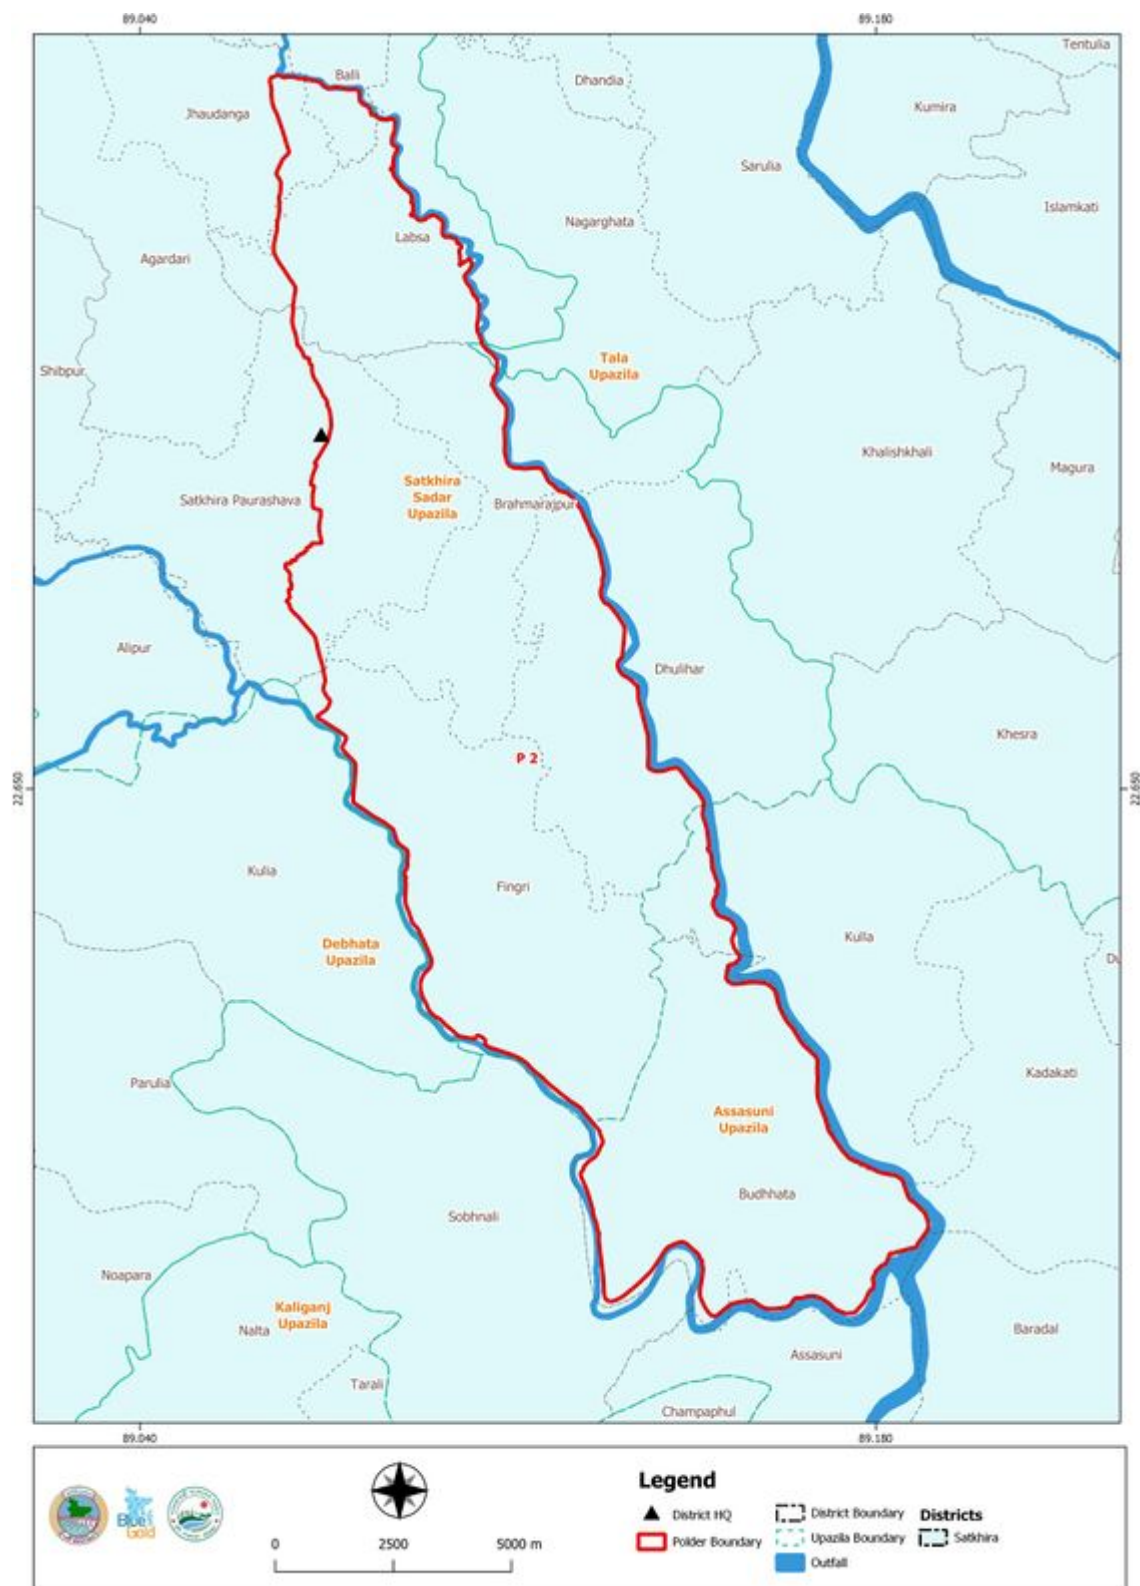 89.040
89.180
Tentulia
Balli
Dhandia
Kumira
Jhaudanga
Sarulia
Islamkati
Nagarghata
Labsa
Agardari
Tala
Upazila
Shibpur
Khalishkhali
Magura
Satkhira
Sadar
Upazila
Satkhira Paurashava
Brahmarajpur
Alipur
Dhulihar
Khesra
P 2
22.650
22.650
Kulia
Fingri
Debhata
Upazila
Kulla
Du
Parulia
Kadakati
Assasuni
Upazila
Budhhata
Sobhnali
Noapara
Kaliganj
Upazila
Nalta
Baradal
Assasuni
Tarali
Champaphul
89.040
89.180
Legend
District HQ
District Boundary
Districts
Polder Boundary
Upazila Boundary
Satkhira
Outfall
Blue
Gold
0
2500
5000 m